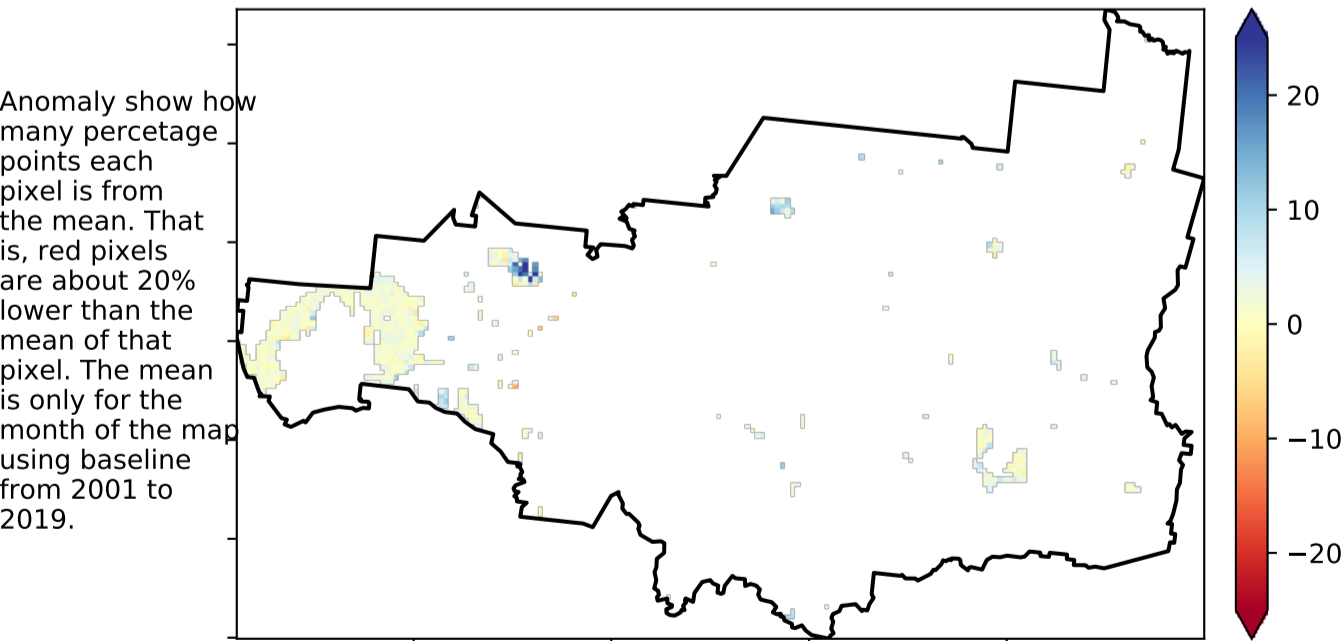 Anomaly show how
many percetage
points each
pixel is from
the mean. That
is, red pixels
are about 20%
lower than the
mean of that
pixel. The mean
is only for the
month of the map
using baseline
from 2001 to
2019.
20
10
0
−10
−20